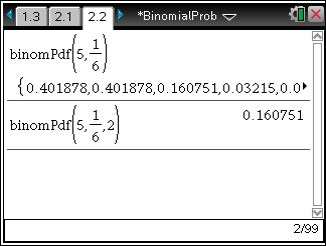 1.3 2.1 2.2 *BinomialProb
binomPdf(5,1/6)
{0.401878,0.401878,0.160751,0.03215,0.0
binomPdf(5,1/6,2) 0.160751
2/99